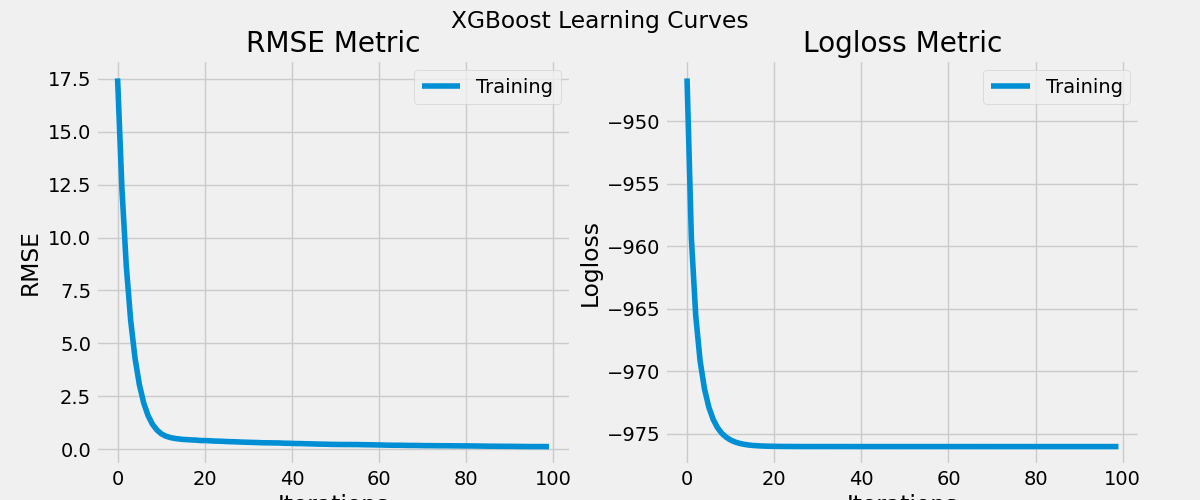 XGBoost Learning Curves
RMSE Metric
Training
RMSE
17.5
15.0
12.5
10.0
7.5
5.0
2.5
0.0
0 20 40 60 80 100
Iterations
Logloss Metric
Training
Logloss
−950
−955
−960
−965
−970
−975
0 20 40 60 80 100
Iterations